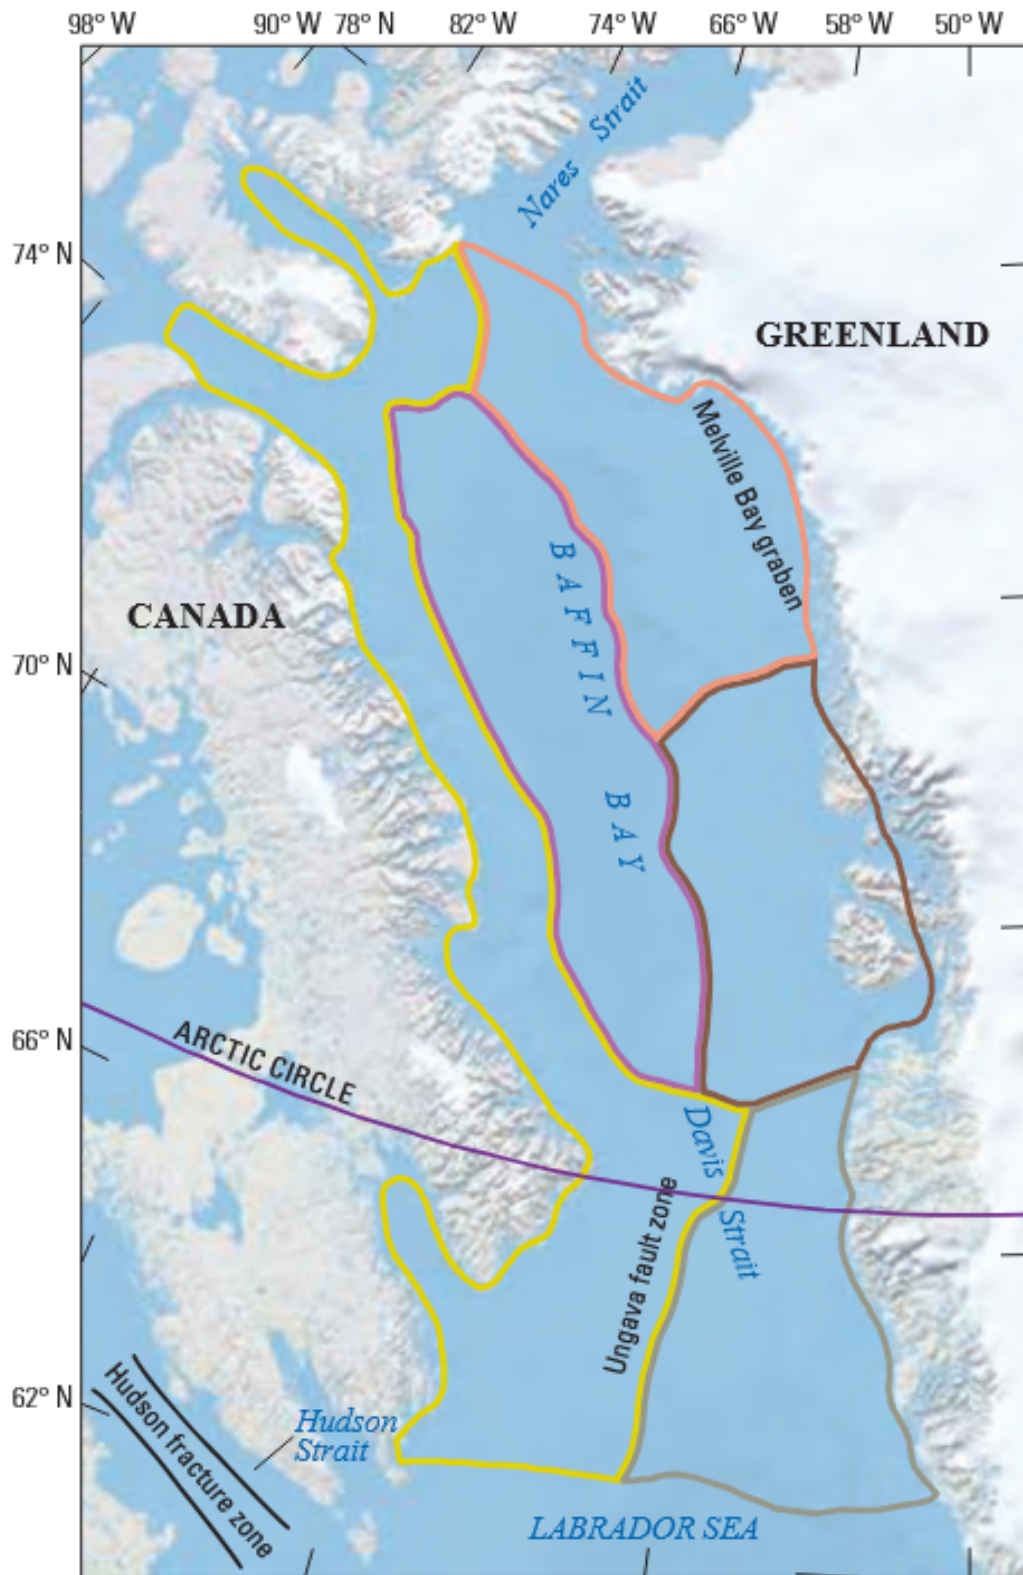 98° W
90° W
78° N
82° W
74° W
66° W
58° W
50° W
Nares Strait
74° N
GREENLAND
Melville Bay graben
BAFFIN
BAY
CANADA
70° N
66° N
ARCTIC CIRCLE
Davis
Strait
Ungava fault zone
62° N
Hudson fracture zone
Hudson
Strait
LABRADOR SEA